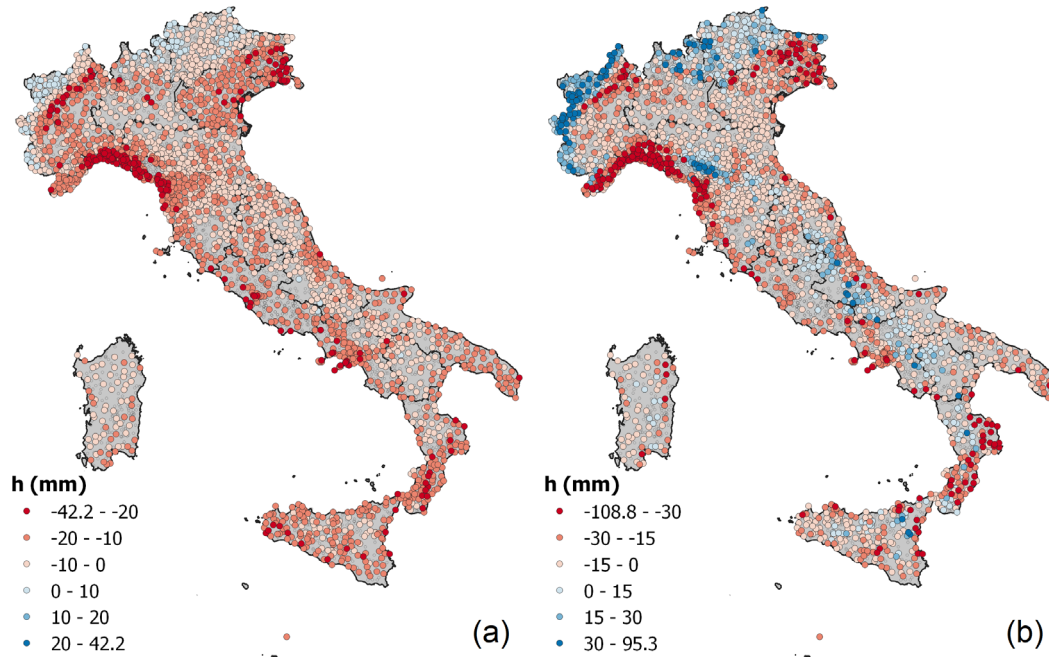 h (mm)
-42.2 - -20
-20 - -10
-10 - 0
0 - 10
10 - 20
20 - 42.2
(a)
h (mm)
-108.8 - -30
-30 - -15
-15 - 0
0 - 15
15 - 30
30 - 95.3
(b)